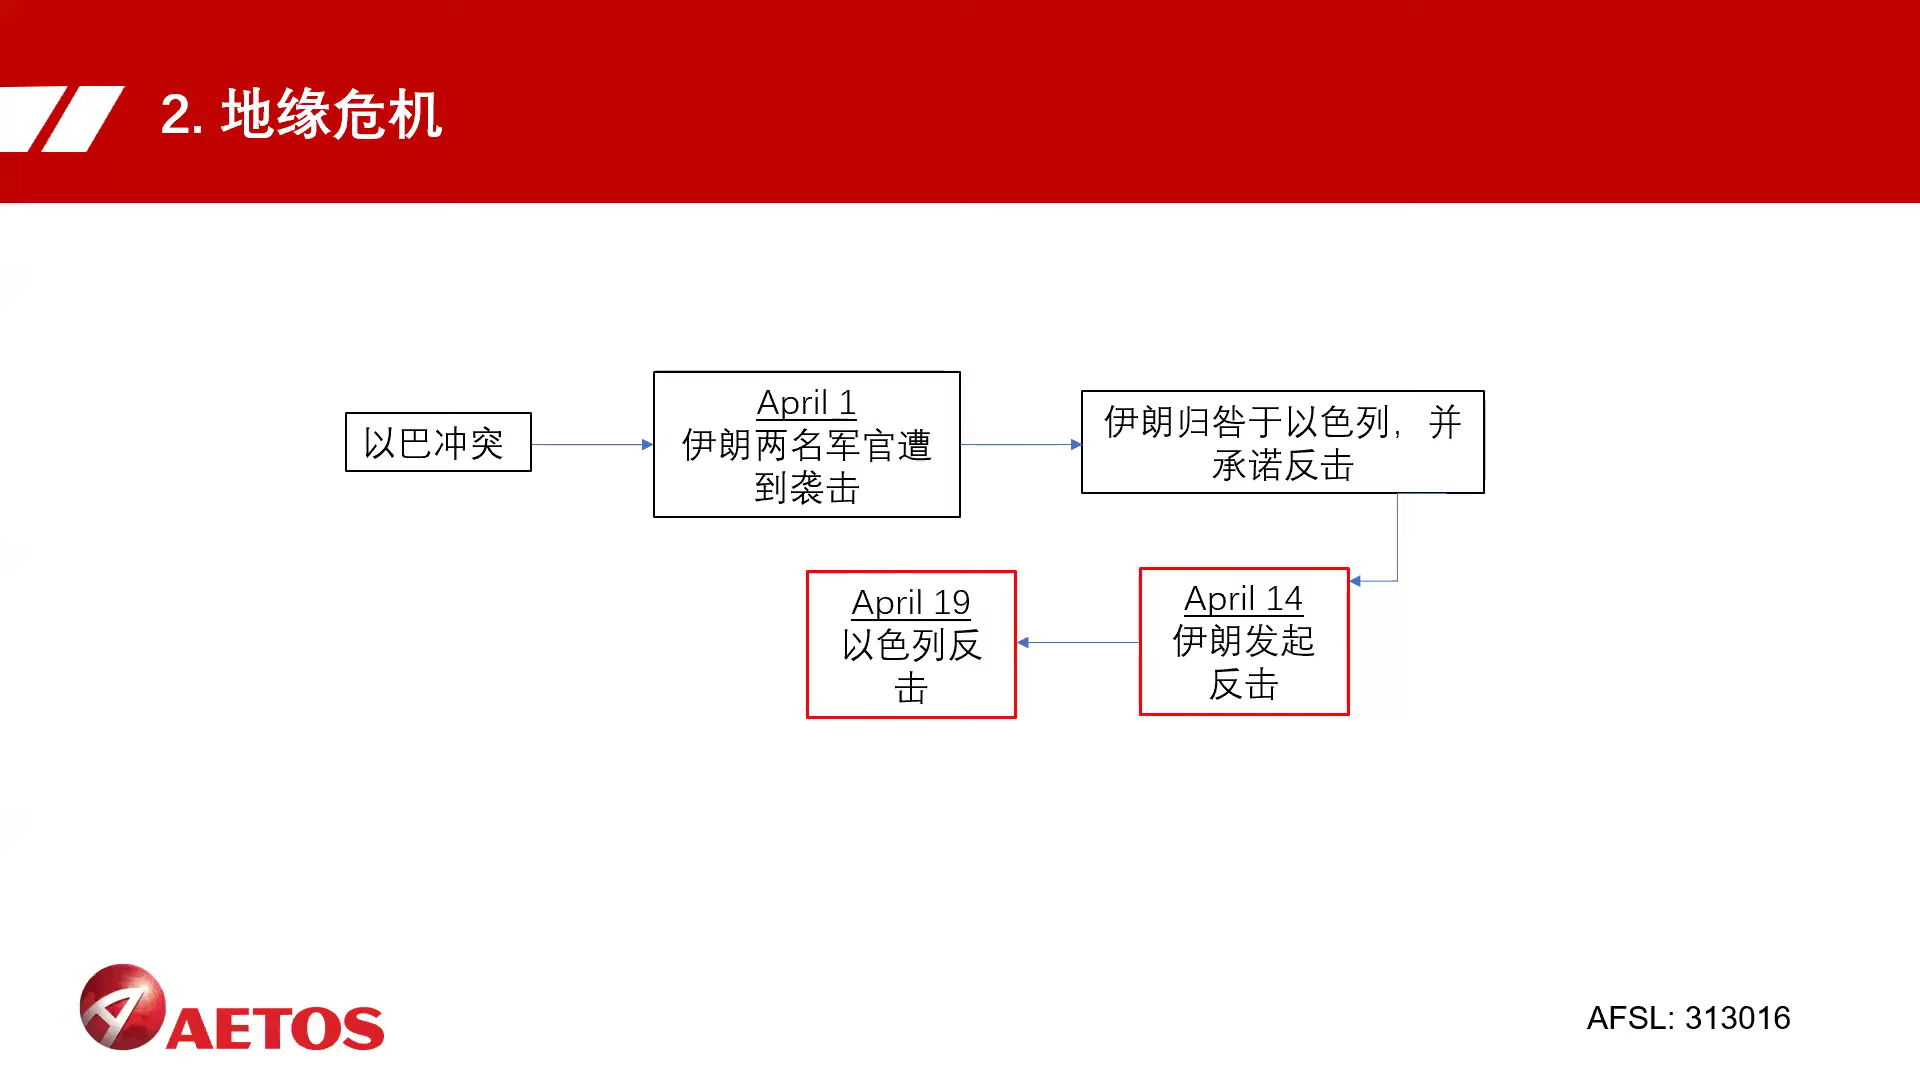 2. 地缘危机
以巴冲突
April 1
伊朗两名军官遭
到袭击
伊朗归咎于以色列，并
承诺反击
April 14
伊朗发起
反击
April 19
以色列反
击
AETOS
AFSL: 313016